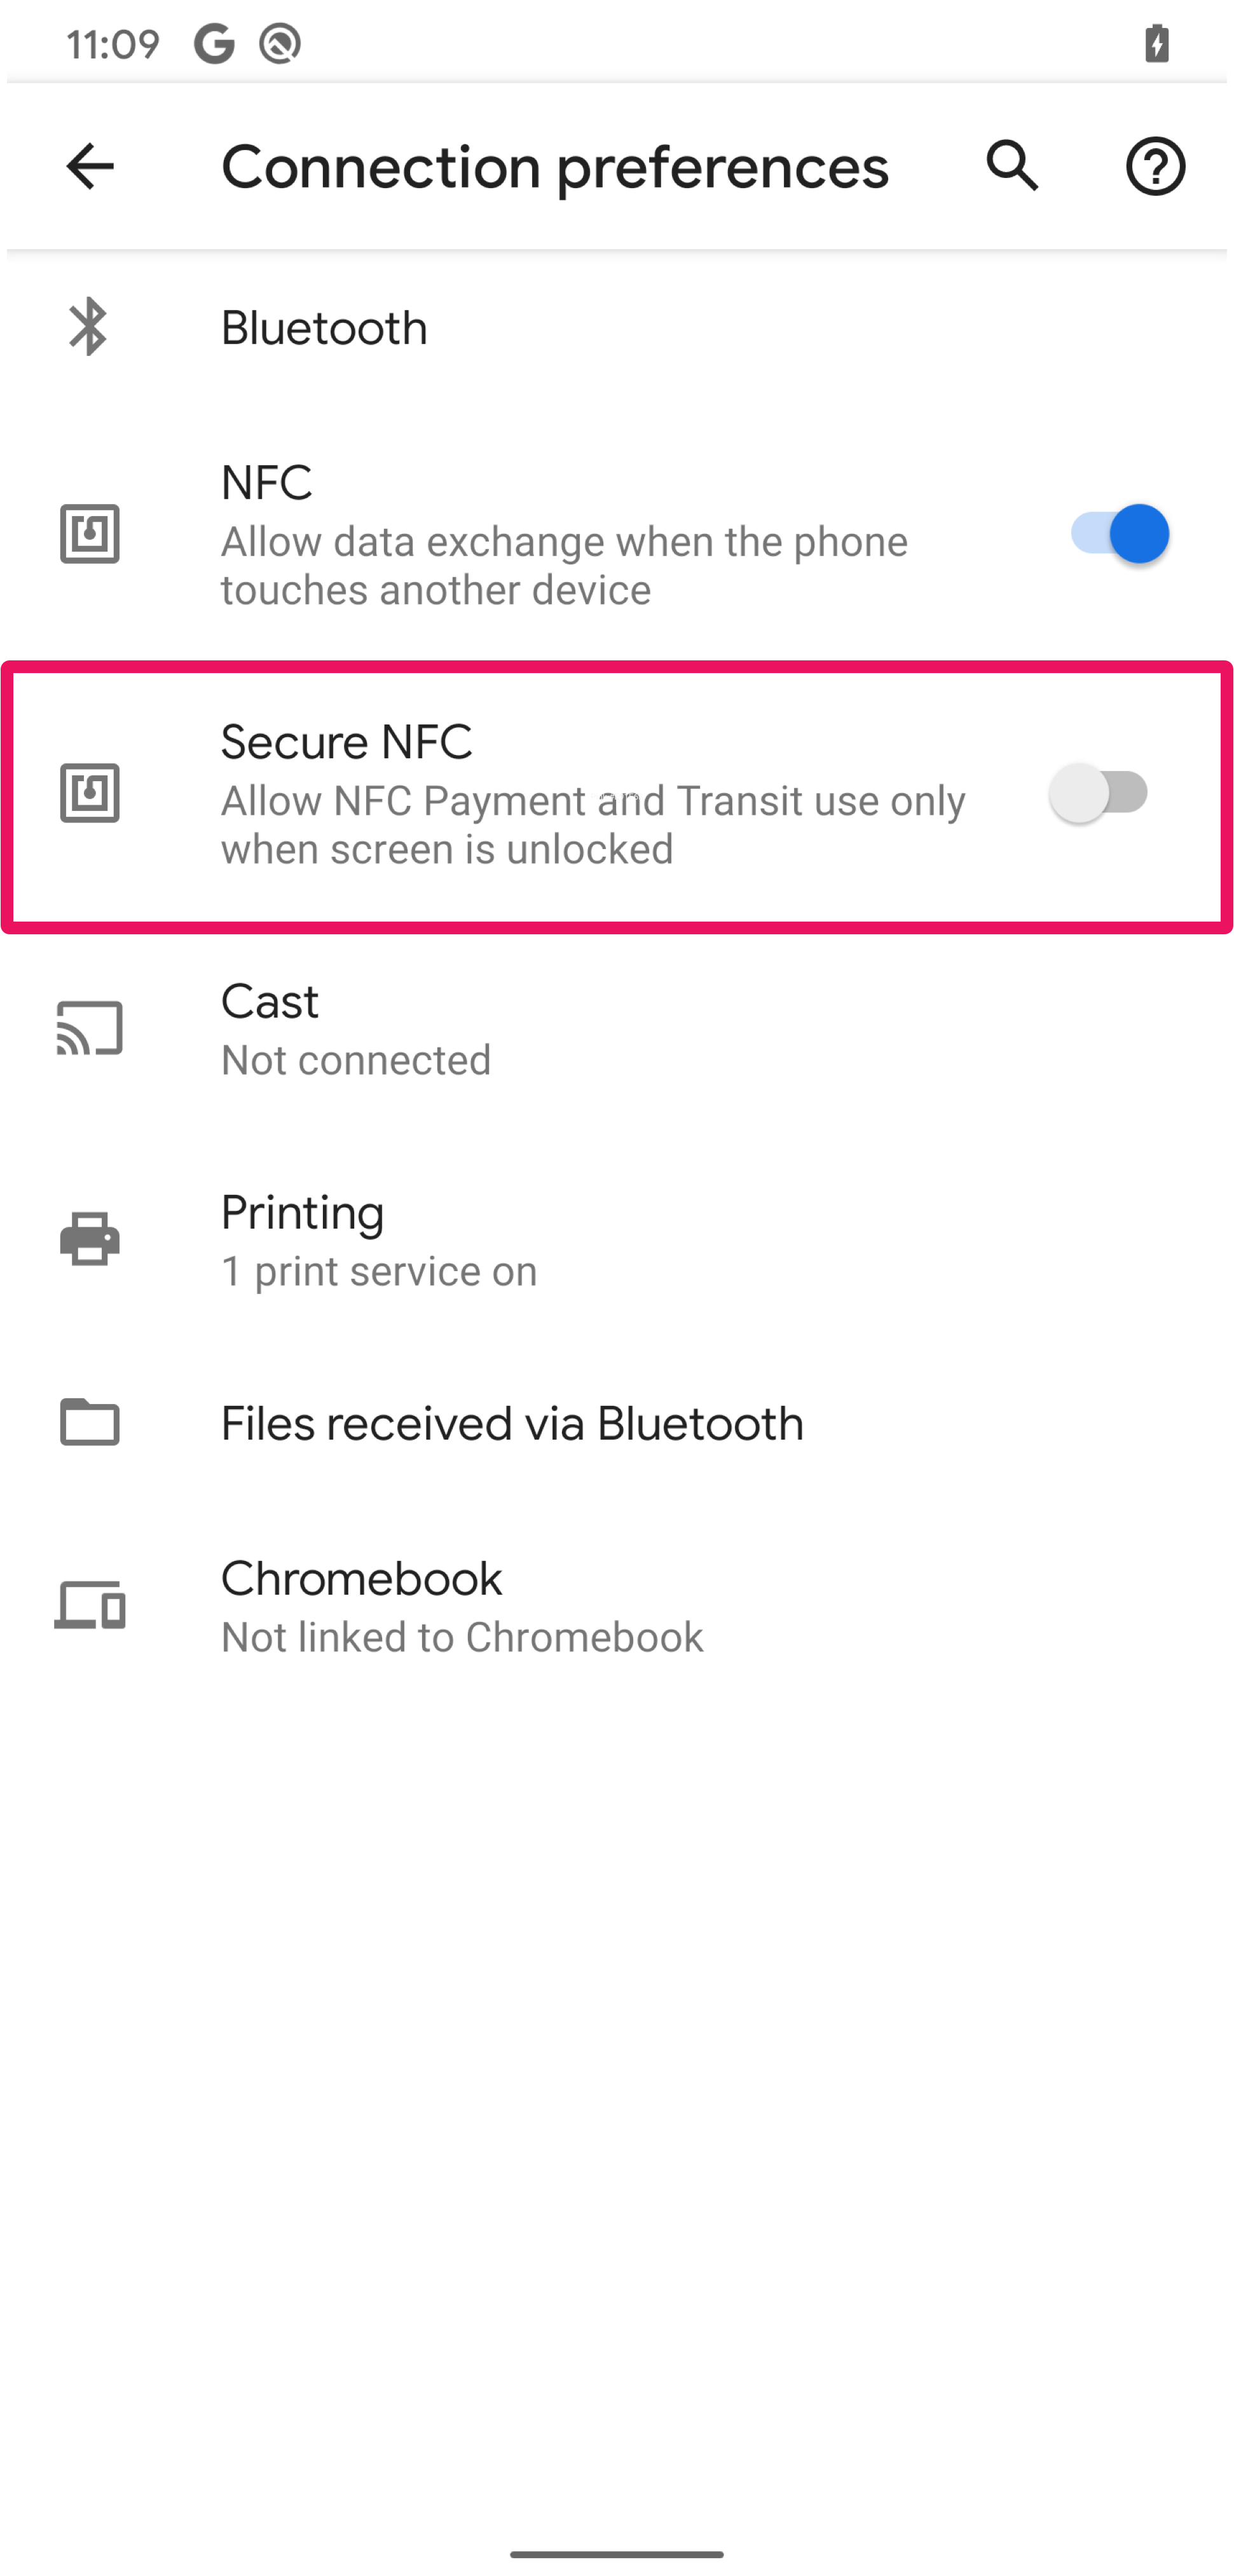 11:09
Connection preferences
Bluetooth
NFC
Allow data exchange when the phone
touches another device
Secure NFC
Allow NFC Payment and Transit use only
when screen is unlocked
Cast
Not connected
Printing
1 print service on
Files received via Bluetooth
Chromebook
Not linked to Chromebook